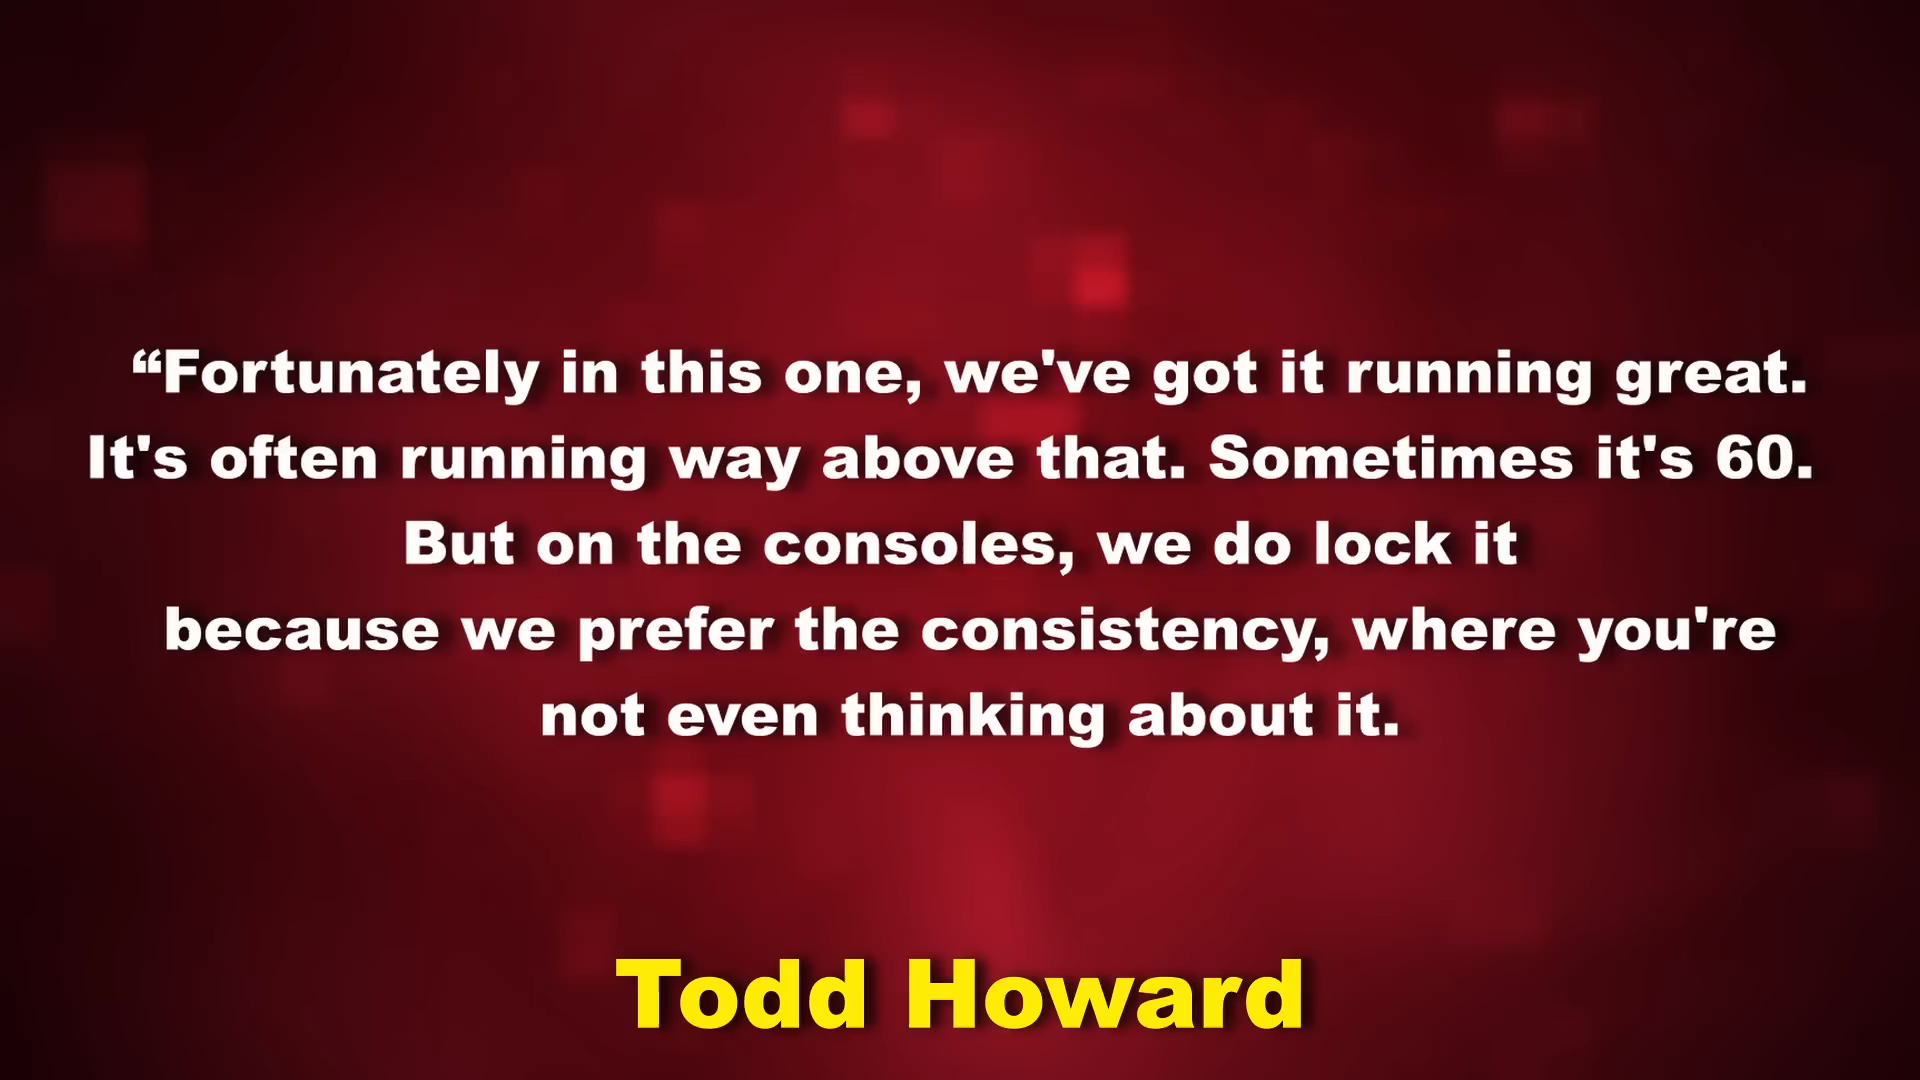 “Fortunately in this one, we've got it running great.
It's often running way above that. Sometimes it's 60.
But on the consoles, we do lock it
because we prefer the consistency, where you're
not even thinking about it.
Todd Howard